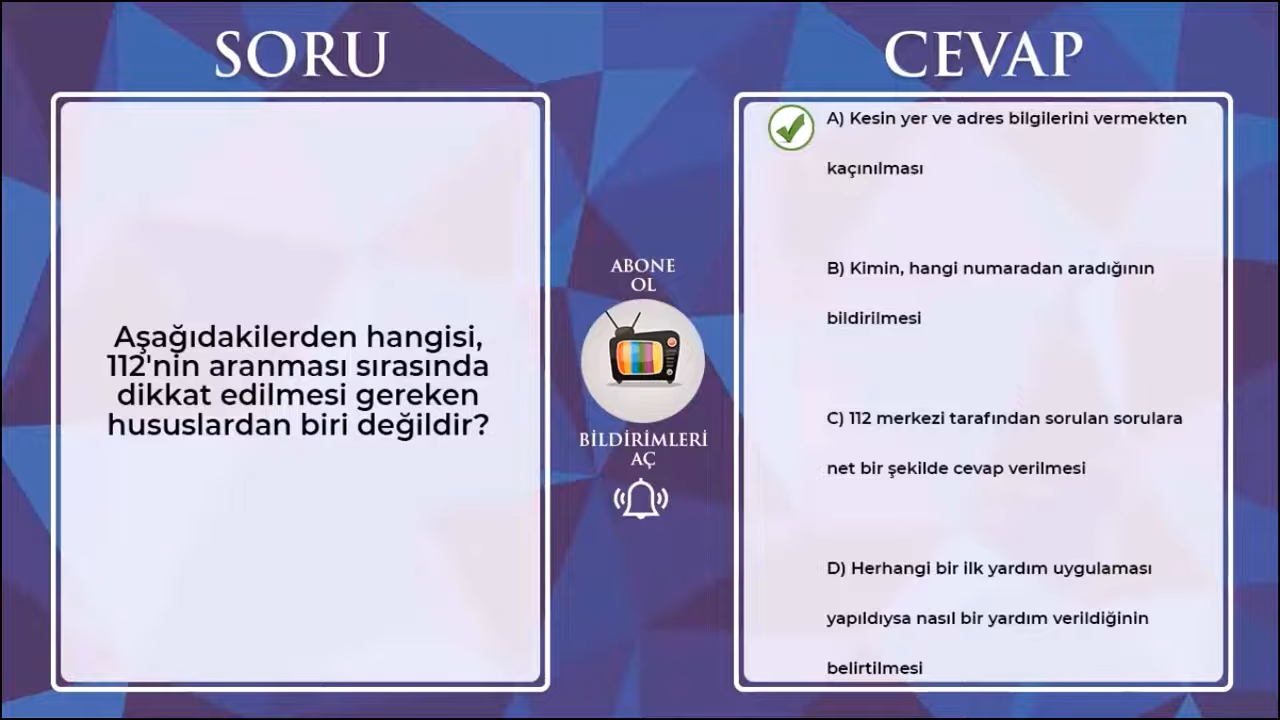 SORU
Aşağıdakilerden hangisi,
112'nin aranması sırasında
dikkat edilmesi gereken
hususlardan biri değildir?
ABONE
OL
BİLDİRİMLERİ
AÇ
CEVAP
A) Kesin yer ve adres bilgilerini vermekten
kaçınılması
B) Kimin, hangi numaradan aradığının
bildirilmesi
C) 112 merkezi tarafından sorulan sorulara
net bir şekilde cevap verilmesi
D) Herhangi bir ilk yardım uygulaması
yapıldıysa nasıl bir yardım verildiğinin
belirtilmesi